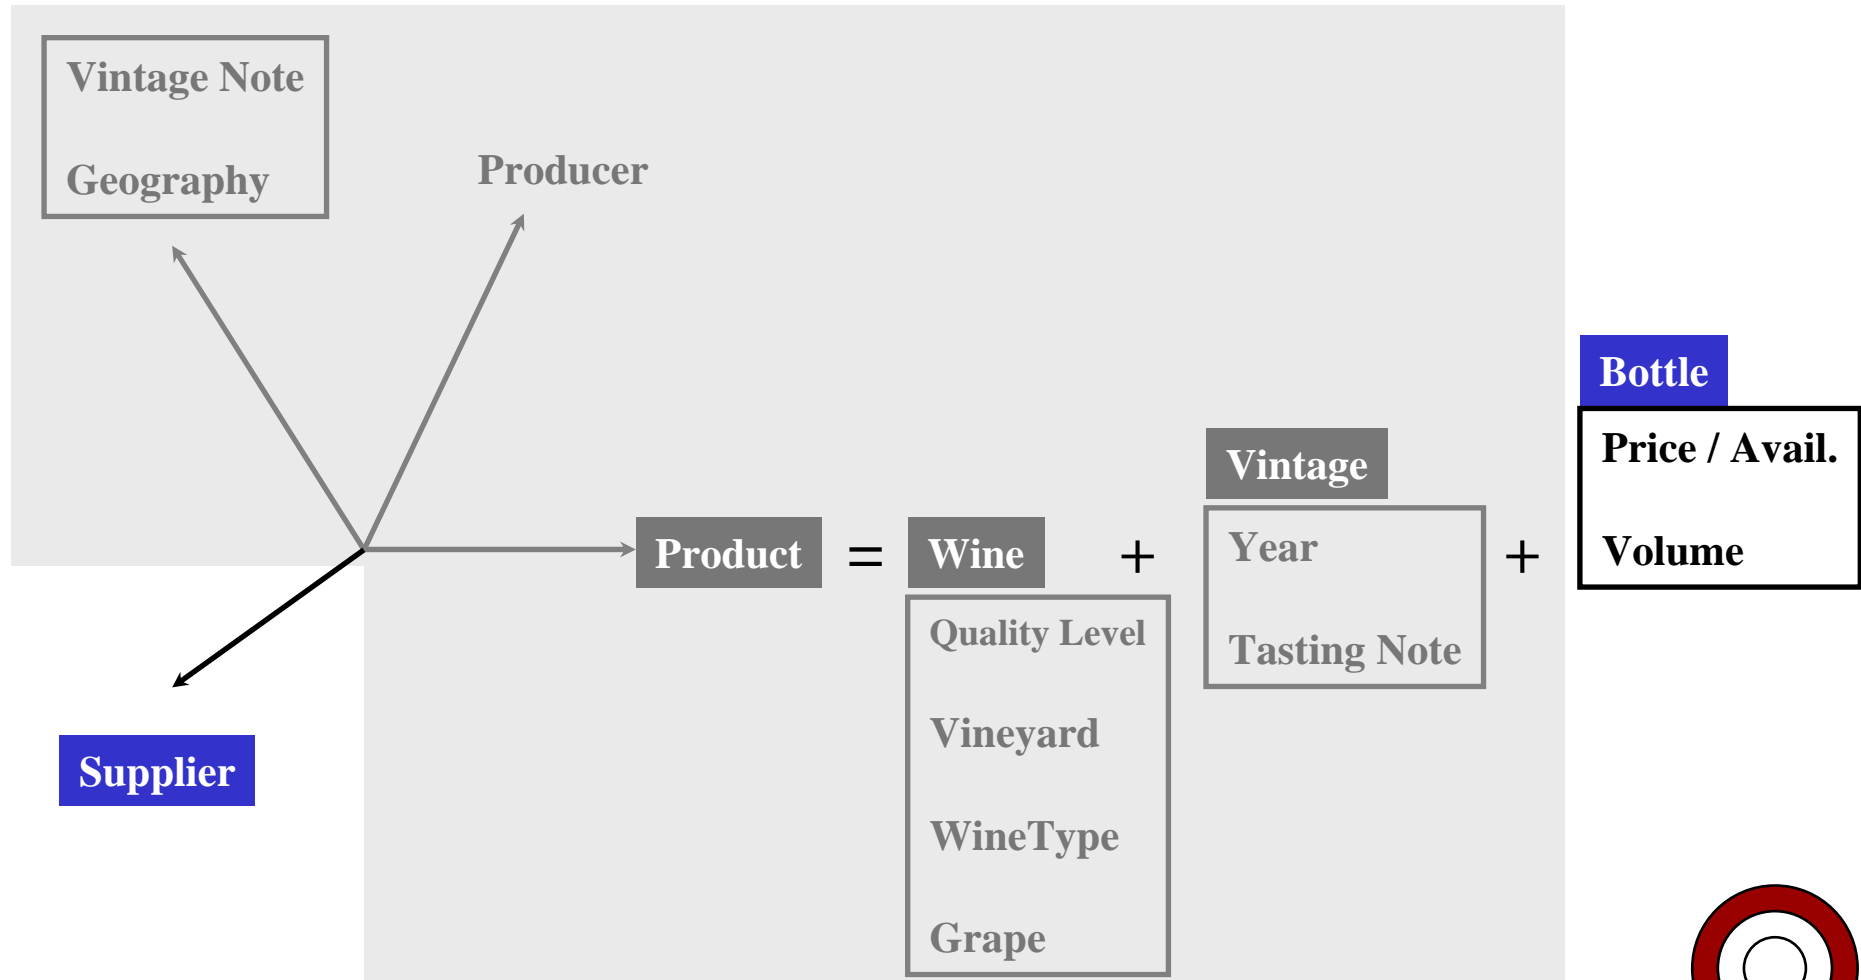 Vintage Note
Geography
Producer
Supplier
Product = Wine + Vintage + Bottle
Quality Level
Vineyard
WineType
Grape
Year
Tasting Note
Price / Avail.
Volume